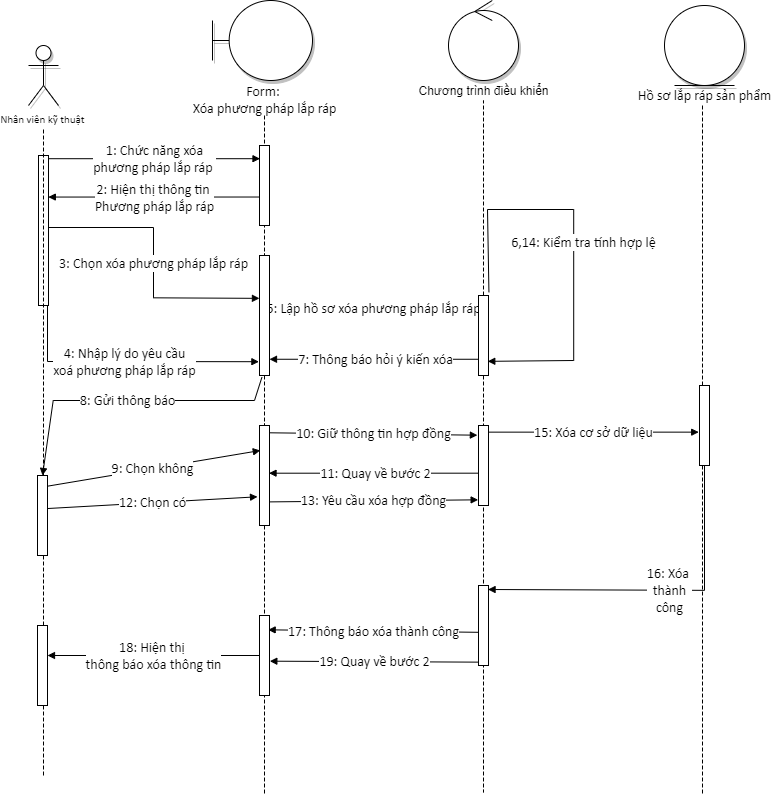 Nhân viên kỹ thuật
Form:
Xóa phương pháp lắp ráp
Chương trình điều khiển
Hồ sơ lắp ráp sản phẩm
1: Chức năng xóa
phương pháp lắp ráp
2: Hiện thị thông tin
Phương pháp lắp ráp
6,14: Kiểm tra tính hợp lệ
3: Chọn xóa phương pháp lắp ráp
5: Lập hồ sơ xóa phương pháp lắp ráp
4: Nhập lý do yêu cầu
xoá phương pháp lắp ráp
7: Thông báo hỏi ý kiến xóa
8: Gửi thông báo
10: Giữ thông tin hợp đồng
15: Xóa cơ sở dữ liệu
9: Chọn không
11: Quay về bước 2
12: Chọn có
13: Yêu cầu xóa hợp đồng
16: Xóa
thành
công
17: Thông báo xóa thành công
18: Hiện thị
thông báo xóa thông tin
19: Quay về bước 2